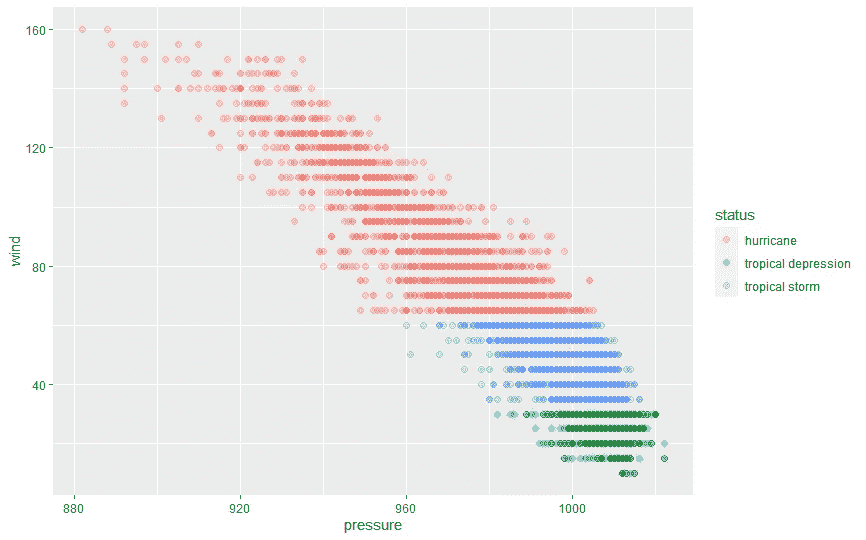 160
120
80
40
wind
880
920
960
1000
pressure
status
hurricane
tropical depression
tropical storm